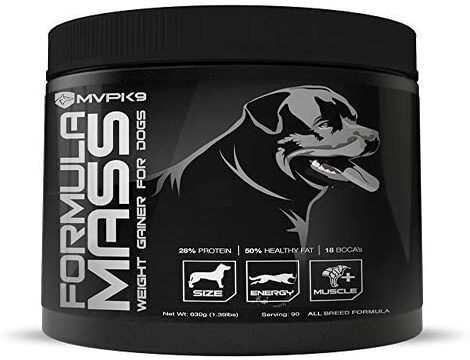 MVPK9
FORMULA
MASS
WEIGHT GAINER FOR DOGS
28% PROTEIN | 50% HEALTHY FAT | 18 BCCA's
SIZE
ENERGY
MUSCLE
Net Wt: 630g (1.39lbs) Serving: 90 ALL BREED FORMULA